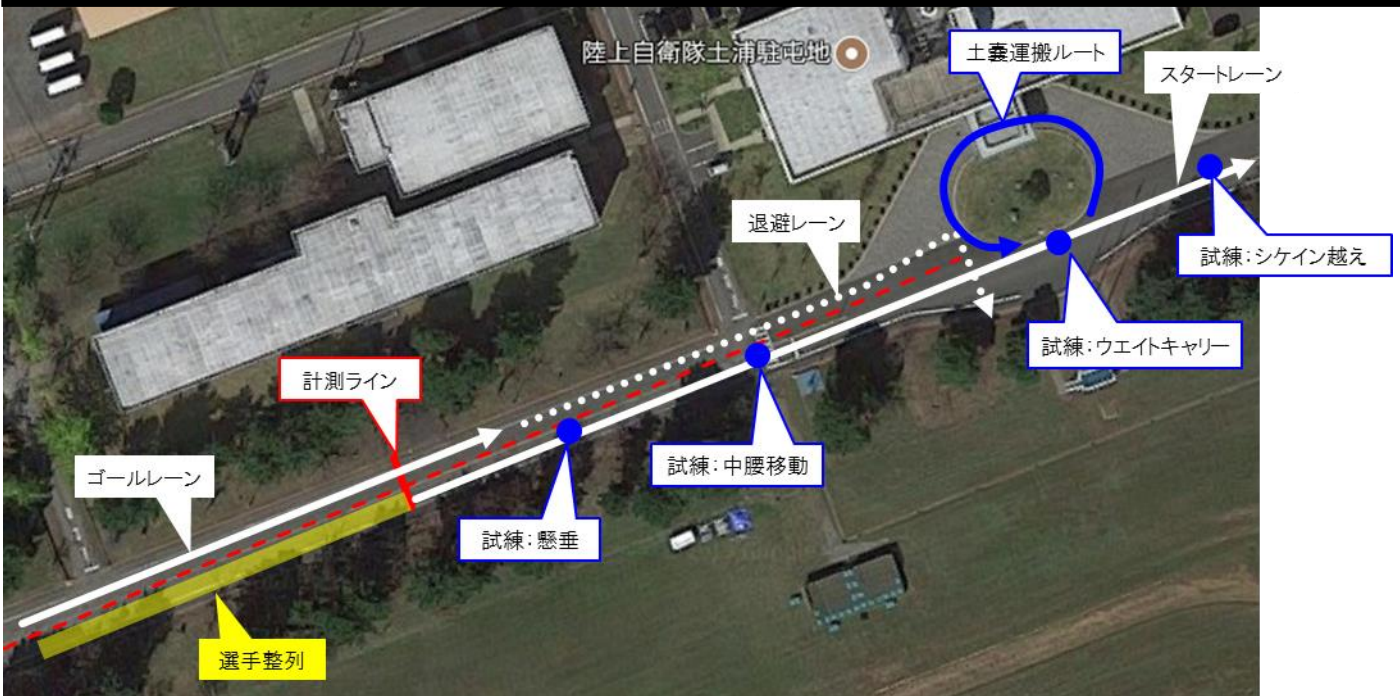 陸上自衛隊土浦駐屯地
土嚢運搬ルート
スタートレーン
退避レーン
試練:シケイン越え
試練:ウエイトキャリー
計測ライン
試練:中腰移動
ゴールレーン
試練:懸垂
選手整列